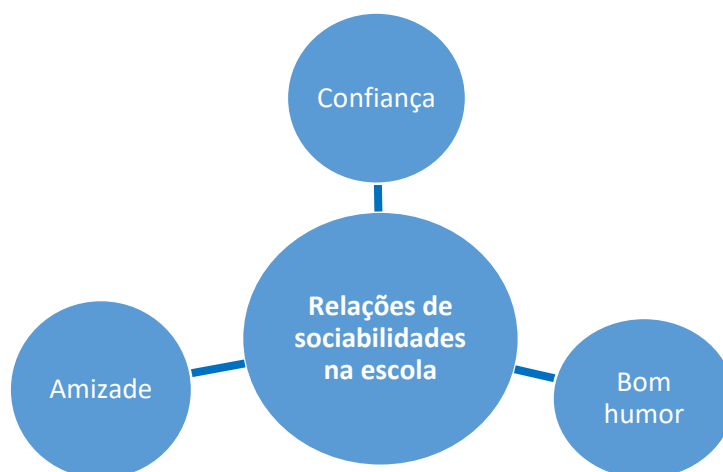 Confiança
Relações de
sociabilidades
na escola
Amizade
Bom
humor